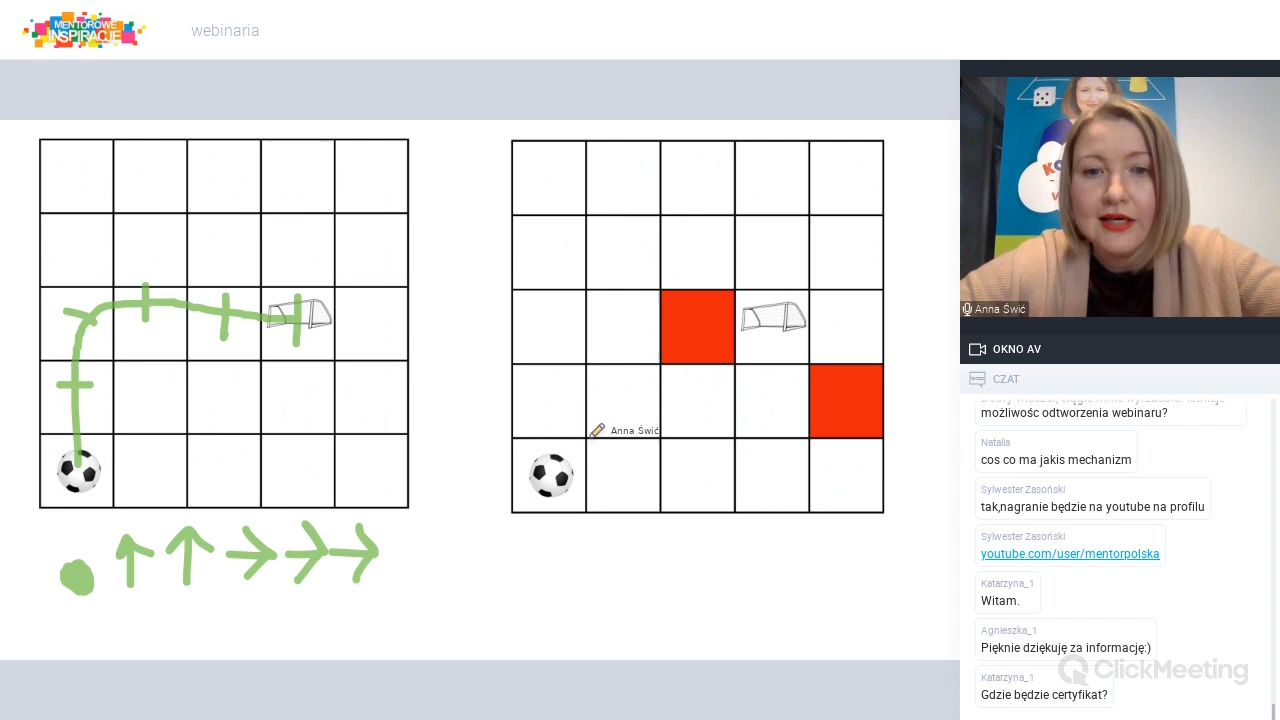 MENTOROWE
INSPIRACJE
webinaria
Anna Świć
Anna Świć
OKNO AV
CZAT
możliwośc odtworzenia webinaru?
Natalia
cos co ma jakis mechanizm
Sylwester Zasoński
tak,nagranie będzie na youtube na profilu
Sylwester Zasoński
youtube.com/user/mentorpolska
Katarzyna_1
Witam.
Agnieszka_1
Pięknie dziękuję za informację:)
ClickMeeting
Katarzyna_1
Gdzie będzie certyfikat?